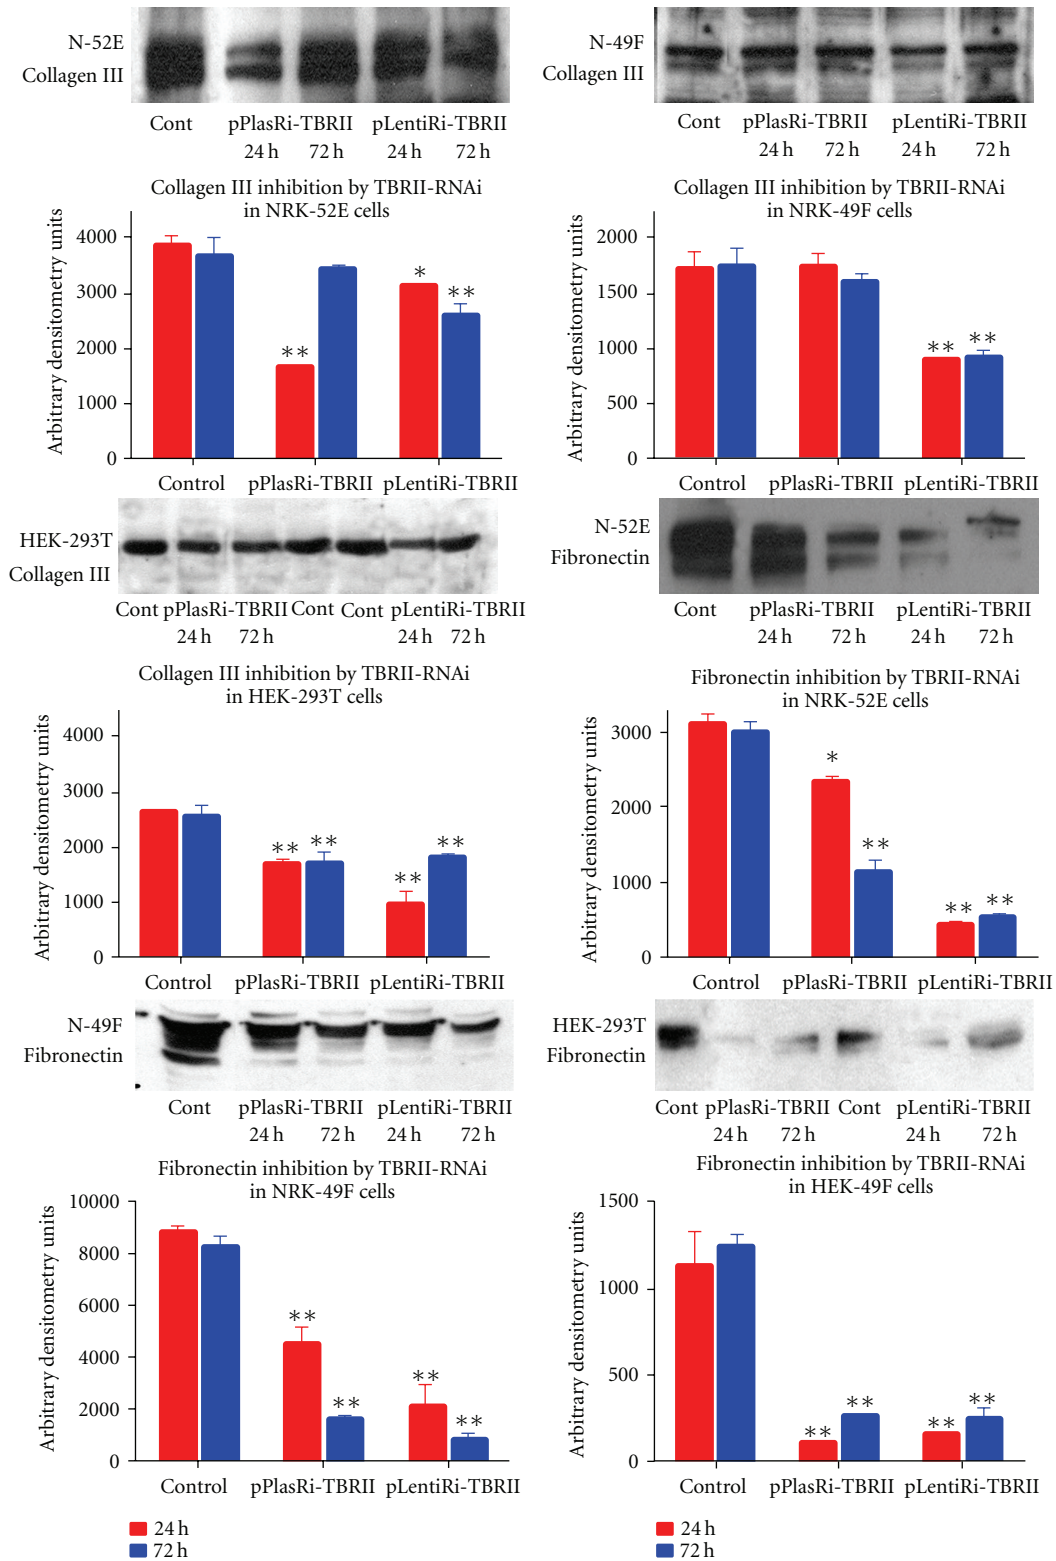 N-52E
Collagen III
Cont pPlasRi-TBRII pLentiRi-TBRII
24 h 72 h 24 h 72 h
Collagen III inhibition by TBRII-RNAi
in NRK-52E cells
Arbitrary densitometry units
4000
3000
2000
1000
0
**
*
**
Control pPlasRi-TBRII pLentiRi-TBRII
N-49F
Collagen III
Cont pPlasRi-TBRII pLentiRi-TBRII
24 h 72 h 24 h 72 h
Collagen III inhibition by TBRII-RNAi
in NRK-49F cells
Arbitrary densitometry units
2000
1500
1000
500
0
** **
Control pPlasRi-TBRII pLentiRi-TBRII
HEK-293T
Collagen III
Cont pPlasRi-TBRII Cont Cont pLentiRi-TBRII
24 h 72 h 24 h 72 h
Collagen III inhibition by TBRII-RNAi
in HEK-293T cells
Arbitrary densitometry units
4000
3000
2000
1000
0
** ** ** **
Control pPlasRi-TBRII pLentiRi-TBRII
N-52E
Fibronectin
Cont pPlasRi-TBRII pLentiRi-TBRII
24 h 72 h 24 h 72 h
Fibronectin inhibition by TBRII-RNAi
in NRK-52E cells
Arbitrary densitometry units
3000
2000
1000
0
* ** ** **
Control pPlasRi-TBRII pLentiRi-TBRII
N-49F
Fibronectin
Cont pPlasRi-TBRII pLentiRi-TBRII
24 h 72 h 24 h 72 h
Fibronectin inhibition by TBRII-RNAi
in NRK-49F cells
Arbitrary densitometry units
10000
8000
6000
4000
2000
0
** ** ** **
Control pPlasRi-TBRII pLentiRi-TBRII
24 h
72 h
HEK-293T
Fibronectin
Cont pPlasRi-TBRII Cont pLentiRi-TBRII
24 h 72 h 24 h 72 h
Fibronectin inhibition by TBRII-RNAi
in HEK-49F cells
Arbitrary densitometry units
1500
1000
500
0
** ** ** **
Control pPlasRi-TBRII pLentiRi-TBRII
24 h
72 h